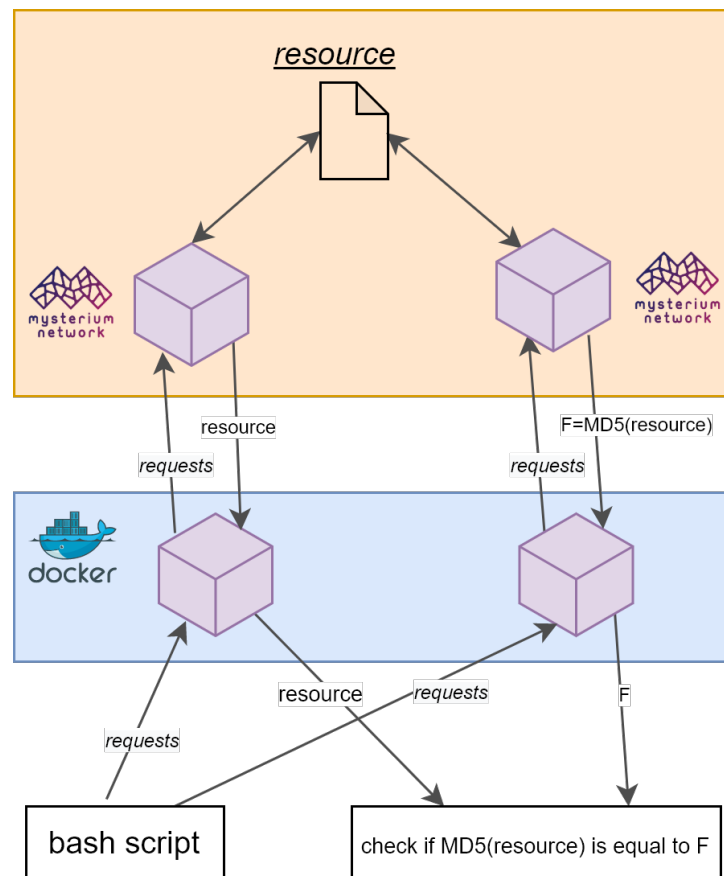 resource
mysterium
network
mysterium
network
resource
F=MD5(resource)
requests
requests
docker
resource
requests
F
requests
bash script
check if MD5(resource) is equal to F